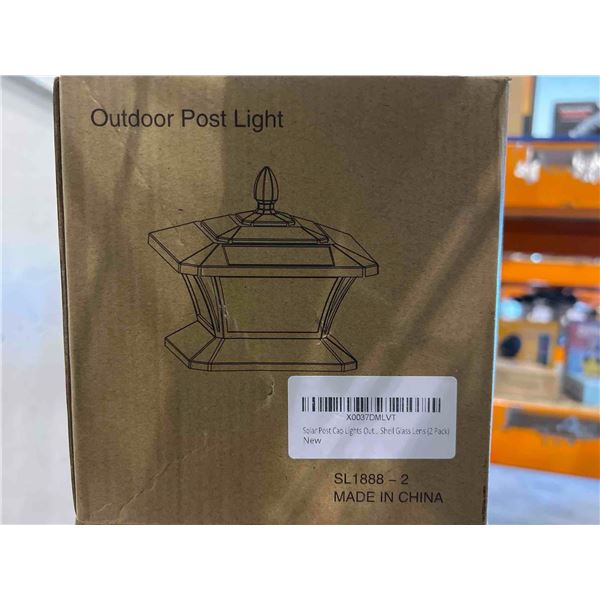 Outdoor Post Light
X0037DMLVT
Solar Post Cap Lights Out... Shell Glass Lens (2 Pack)
New
SL1888 – 2
MADE IN CHINA